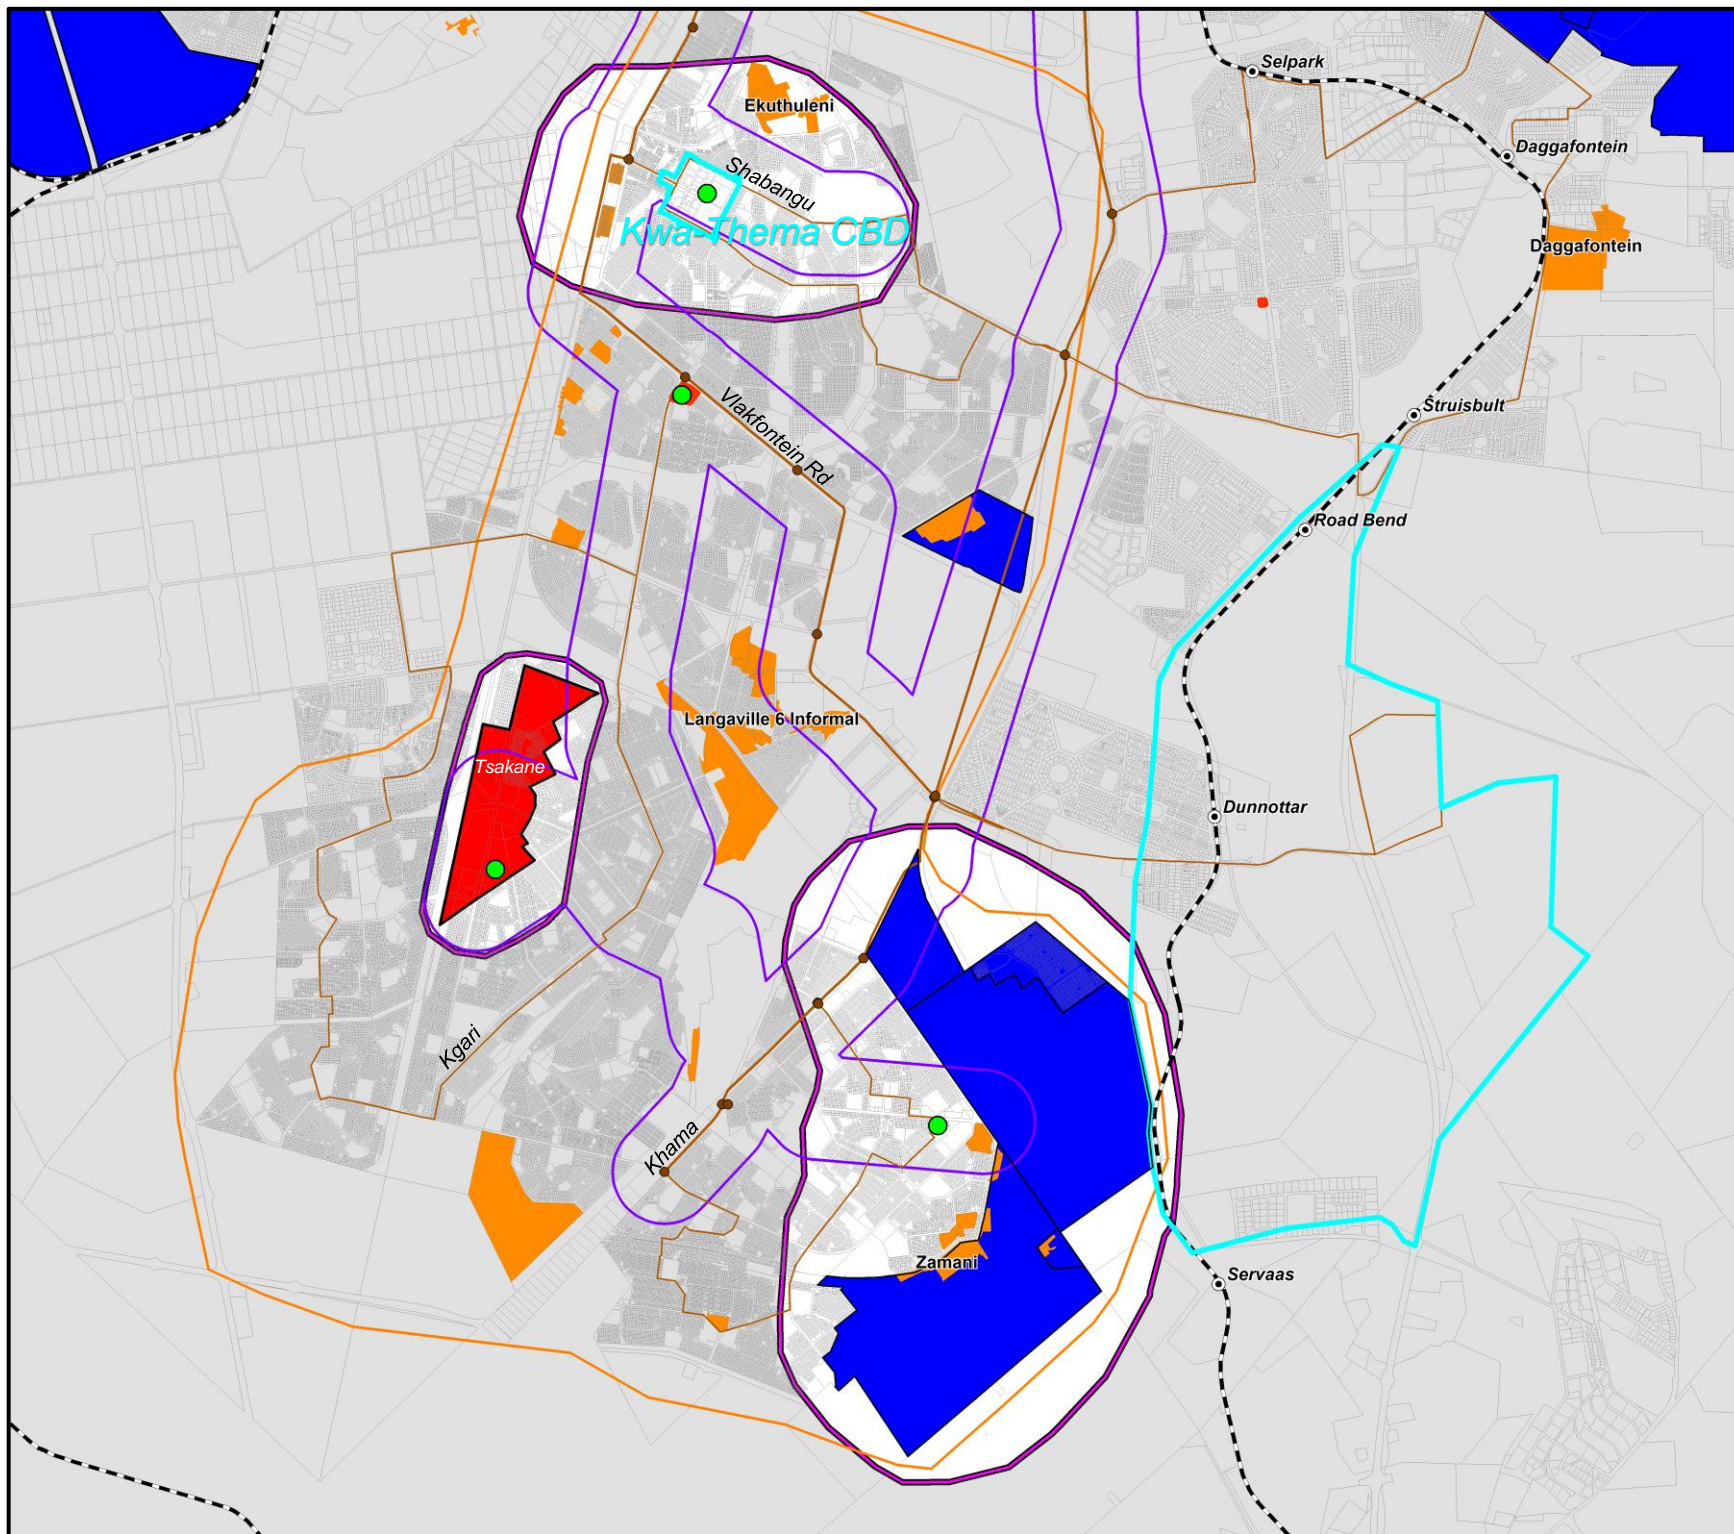 Selpark
Ekuthuleni
Daggafontein
Shabangu
Kwa-Thema CBD
Daggafontein
Vlakfontein Rd
Struisbult
Road Bend
Langaville 6 Informal
Tsakane
Dunnottar
Kgari
Khama
Zamani
Servaas